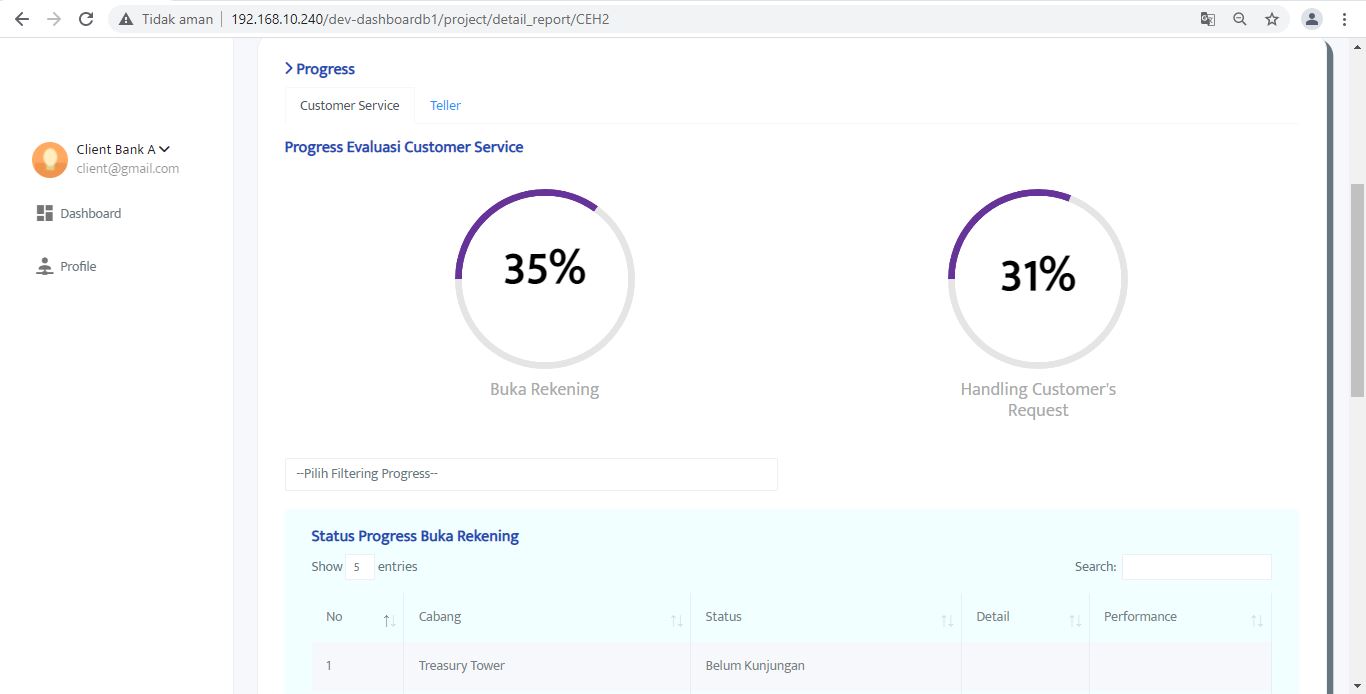 Tidak aman
192.168.10.240/dev-dashboardb1/project/detail_report/CEH2
Client Bank A
client@gmail.com
Dashboard
Profile
Progress
Customer Service
Teller
Progress Evaluasi Customer Service
35%
Buka Rekening
31%
Handling Customer's
Request
--Pilih Filtering Progress--
Status Progress Buka Rekening
Show 5 entries
Search:
No Cabang Status Detail Performance
1 Treasury Tower Belum Kunjungan